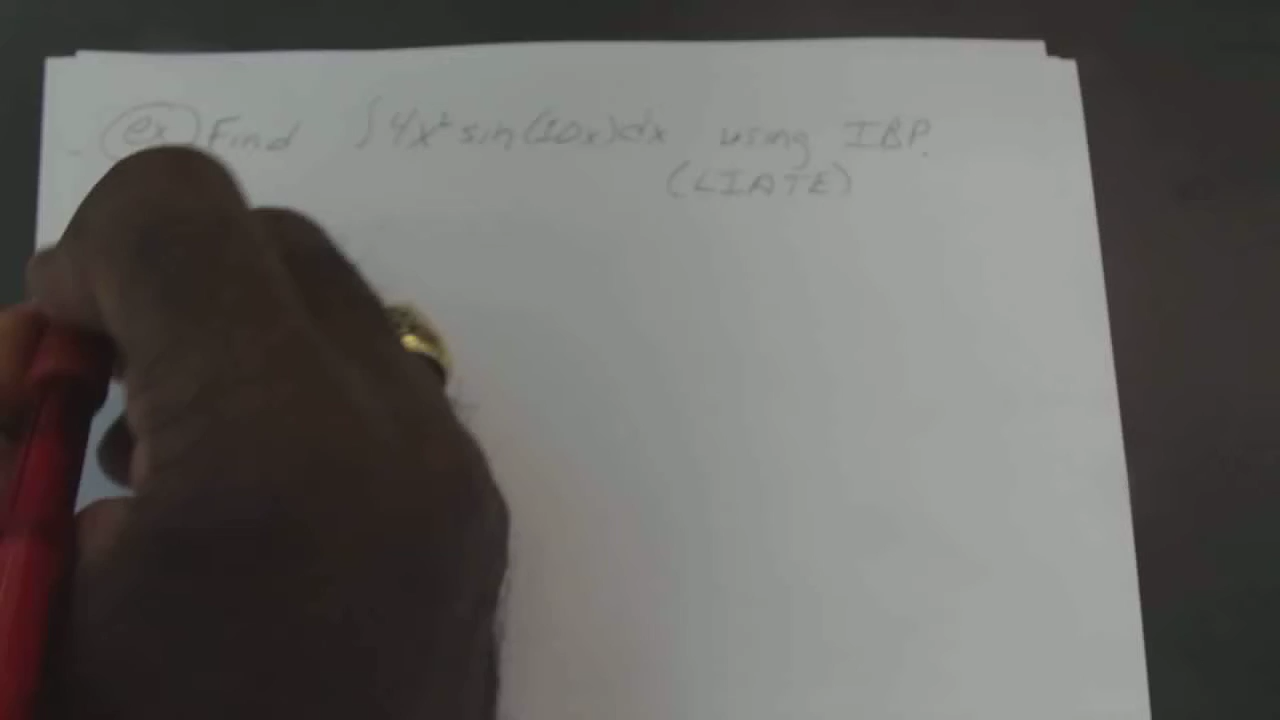 ex Find ∫4x² sin(10x)dx using IBP.
(LIATE)